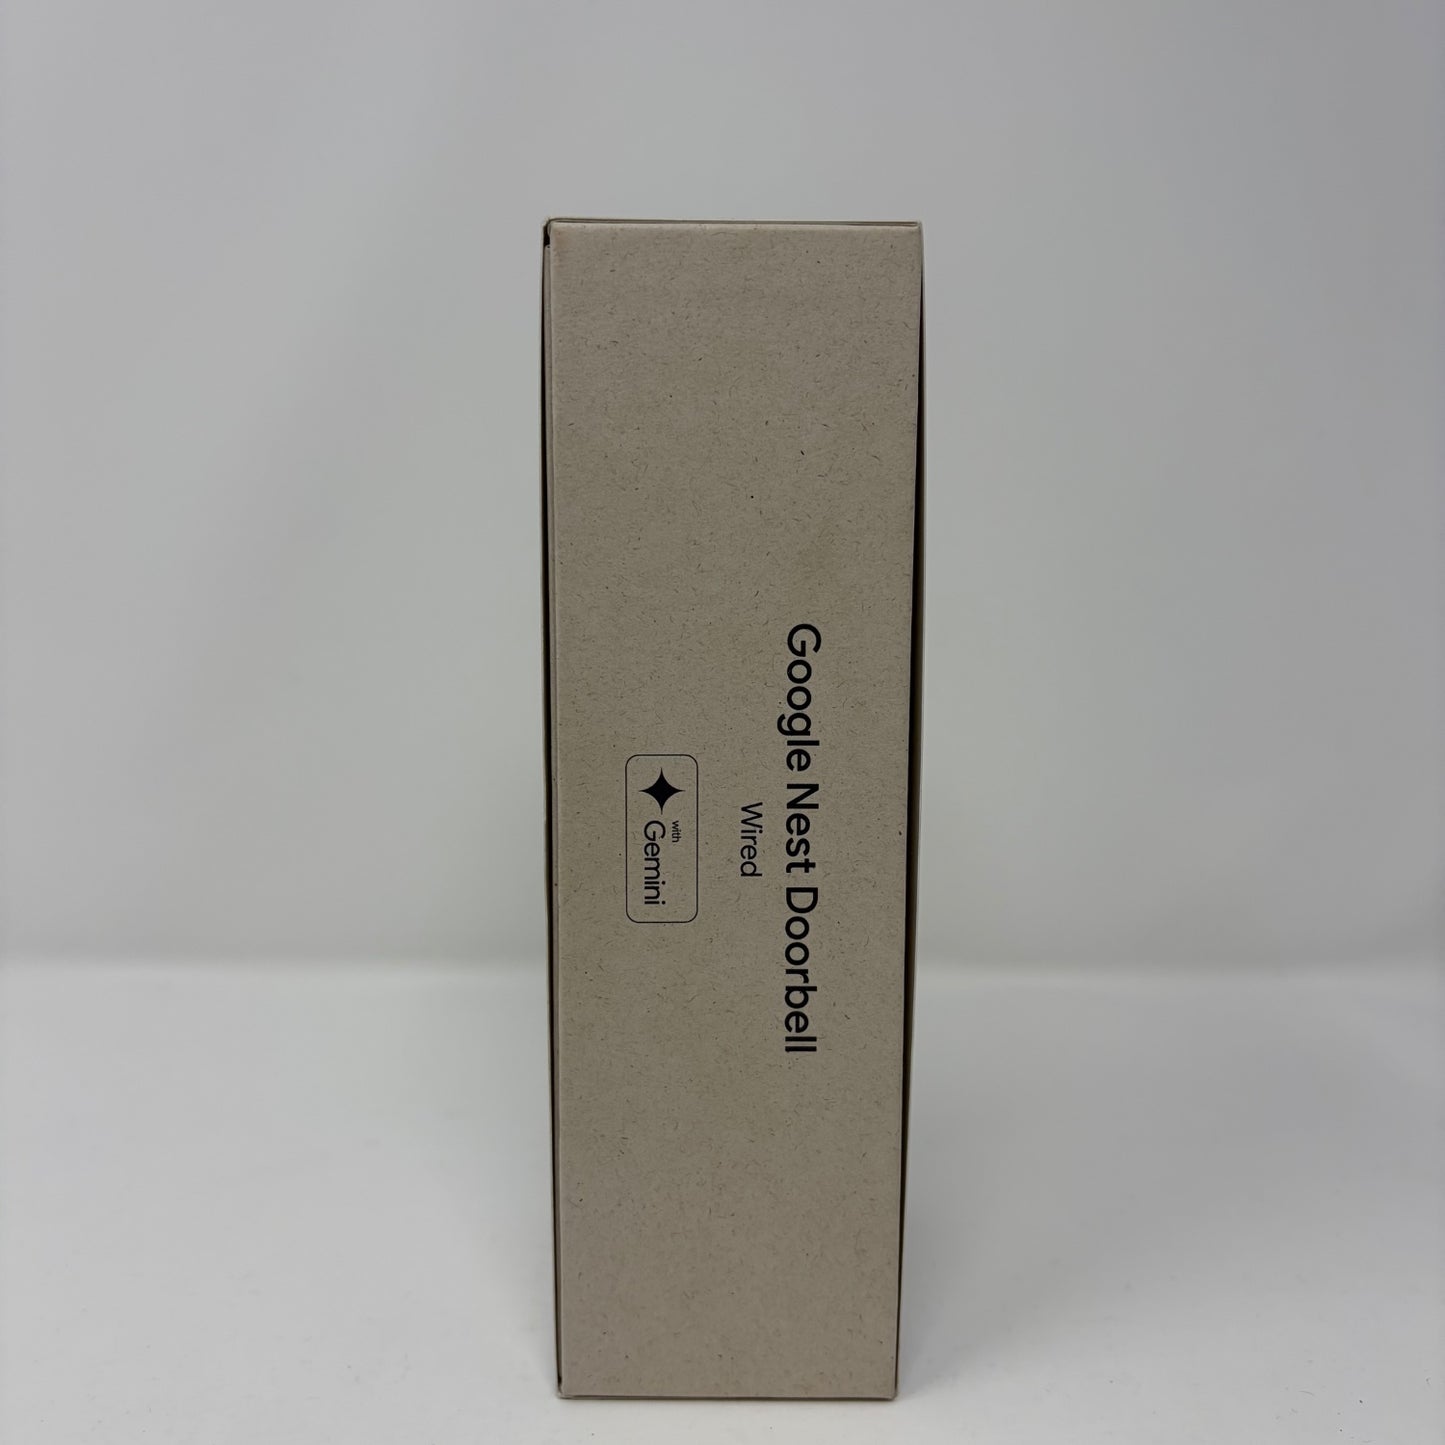 Google Nest Doorbell
Wired
with
Gemini